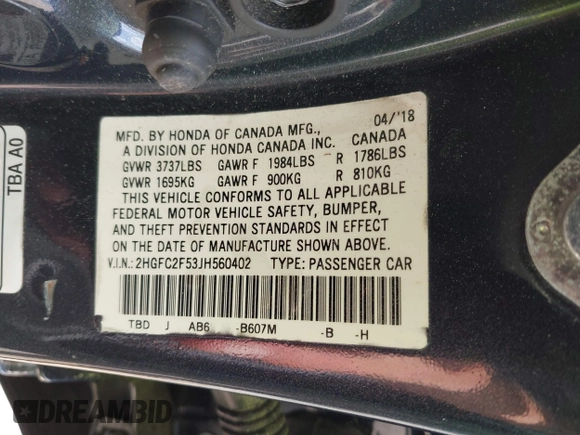 04/'18
MFD. BY HONDA OF CANADA MFG., CANADA
A DIVISION OF HONDA CANADA INC.
GVWR 3737LBS GAWR F 1984LBS R 1786LBS
GVWR 1695KG GAWR F 900KG R 810KG
THIS VEHICLE CONFORMS TO ALL APPLICABLE
FEDERAL MOTOR VEHICLE SAFETY, BUMPER,
AND THEFT PREVENTION STANDARDS IN EFFECT
ON THE DATE OF MANUFACTURE SHOWN ABOVE.
V.I.N.: 2HGFC2F53JH560402 TYPE: PASSENGER CAR
TBD J AB6 -B607M -B -H
TBA A0
DREAMBID